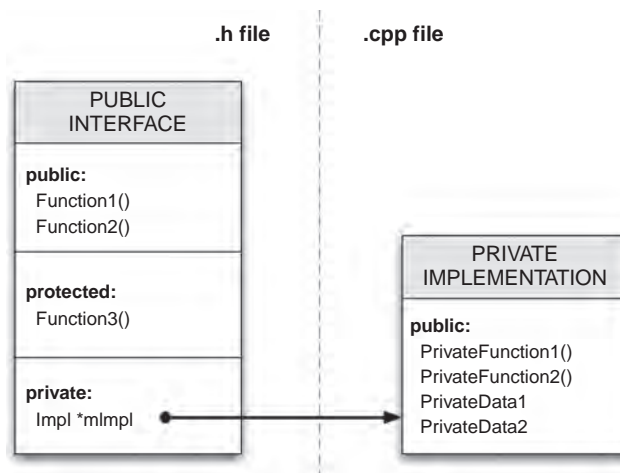 .h file
.cpp file
PUBLIC
INTERFACE
public:
Function1()
Function2()
protected:
Function3()
private:
Impl *mImpl
PRIVATE
IMPLEMENTATION
public:
PrivateFunction1()
PrivateFunction2()
PrivateData1
PrivateData2